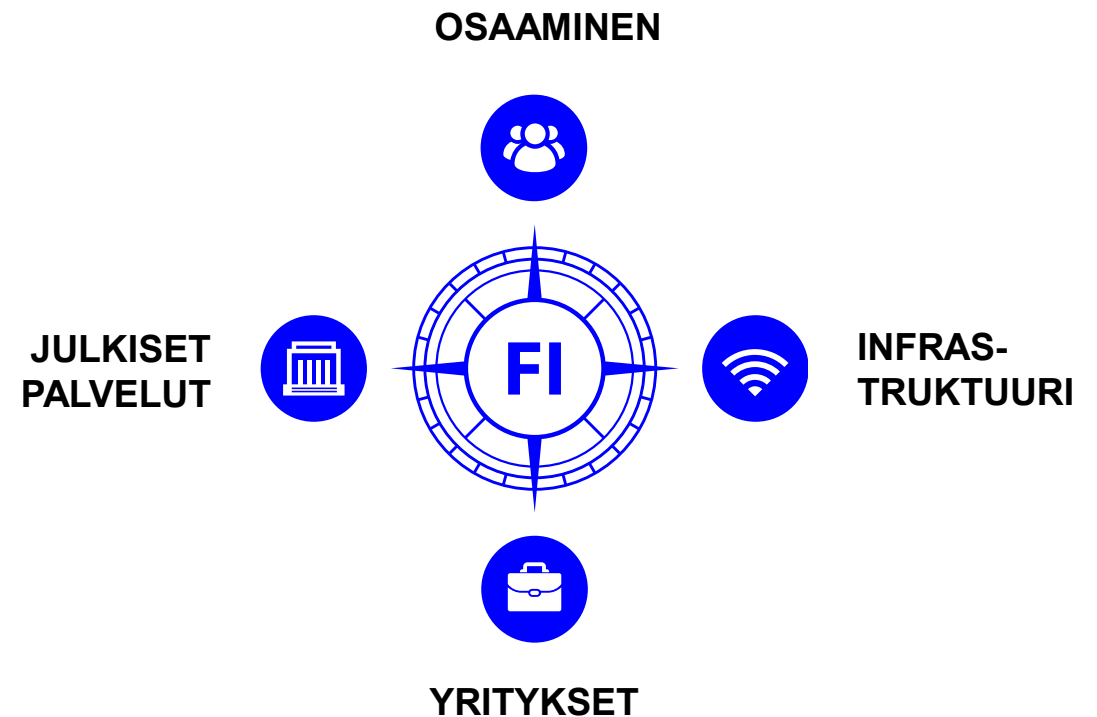 OSAAMINEN
JULKISET
PALVELUT
FI
INFRAS-
TRUKTUURI
YRITYKSET